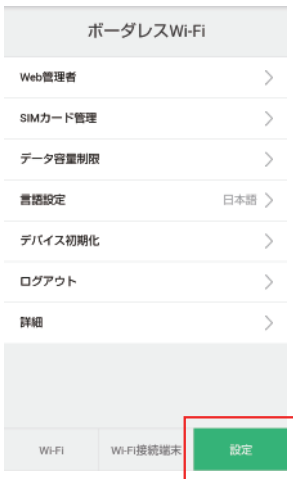 ボーダレスWi-Fi
Web管理者
SIMカード管理
データ容量制限
言語設定 日本語
デバイス初期化
ログアウト
詳細
Wi-Fi Wi-Fi接続端末 設定